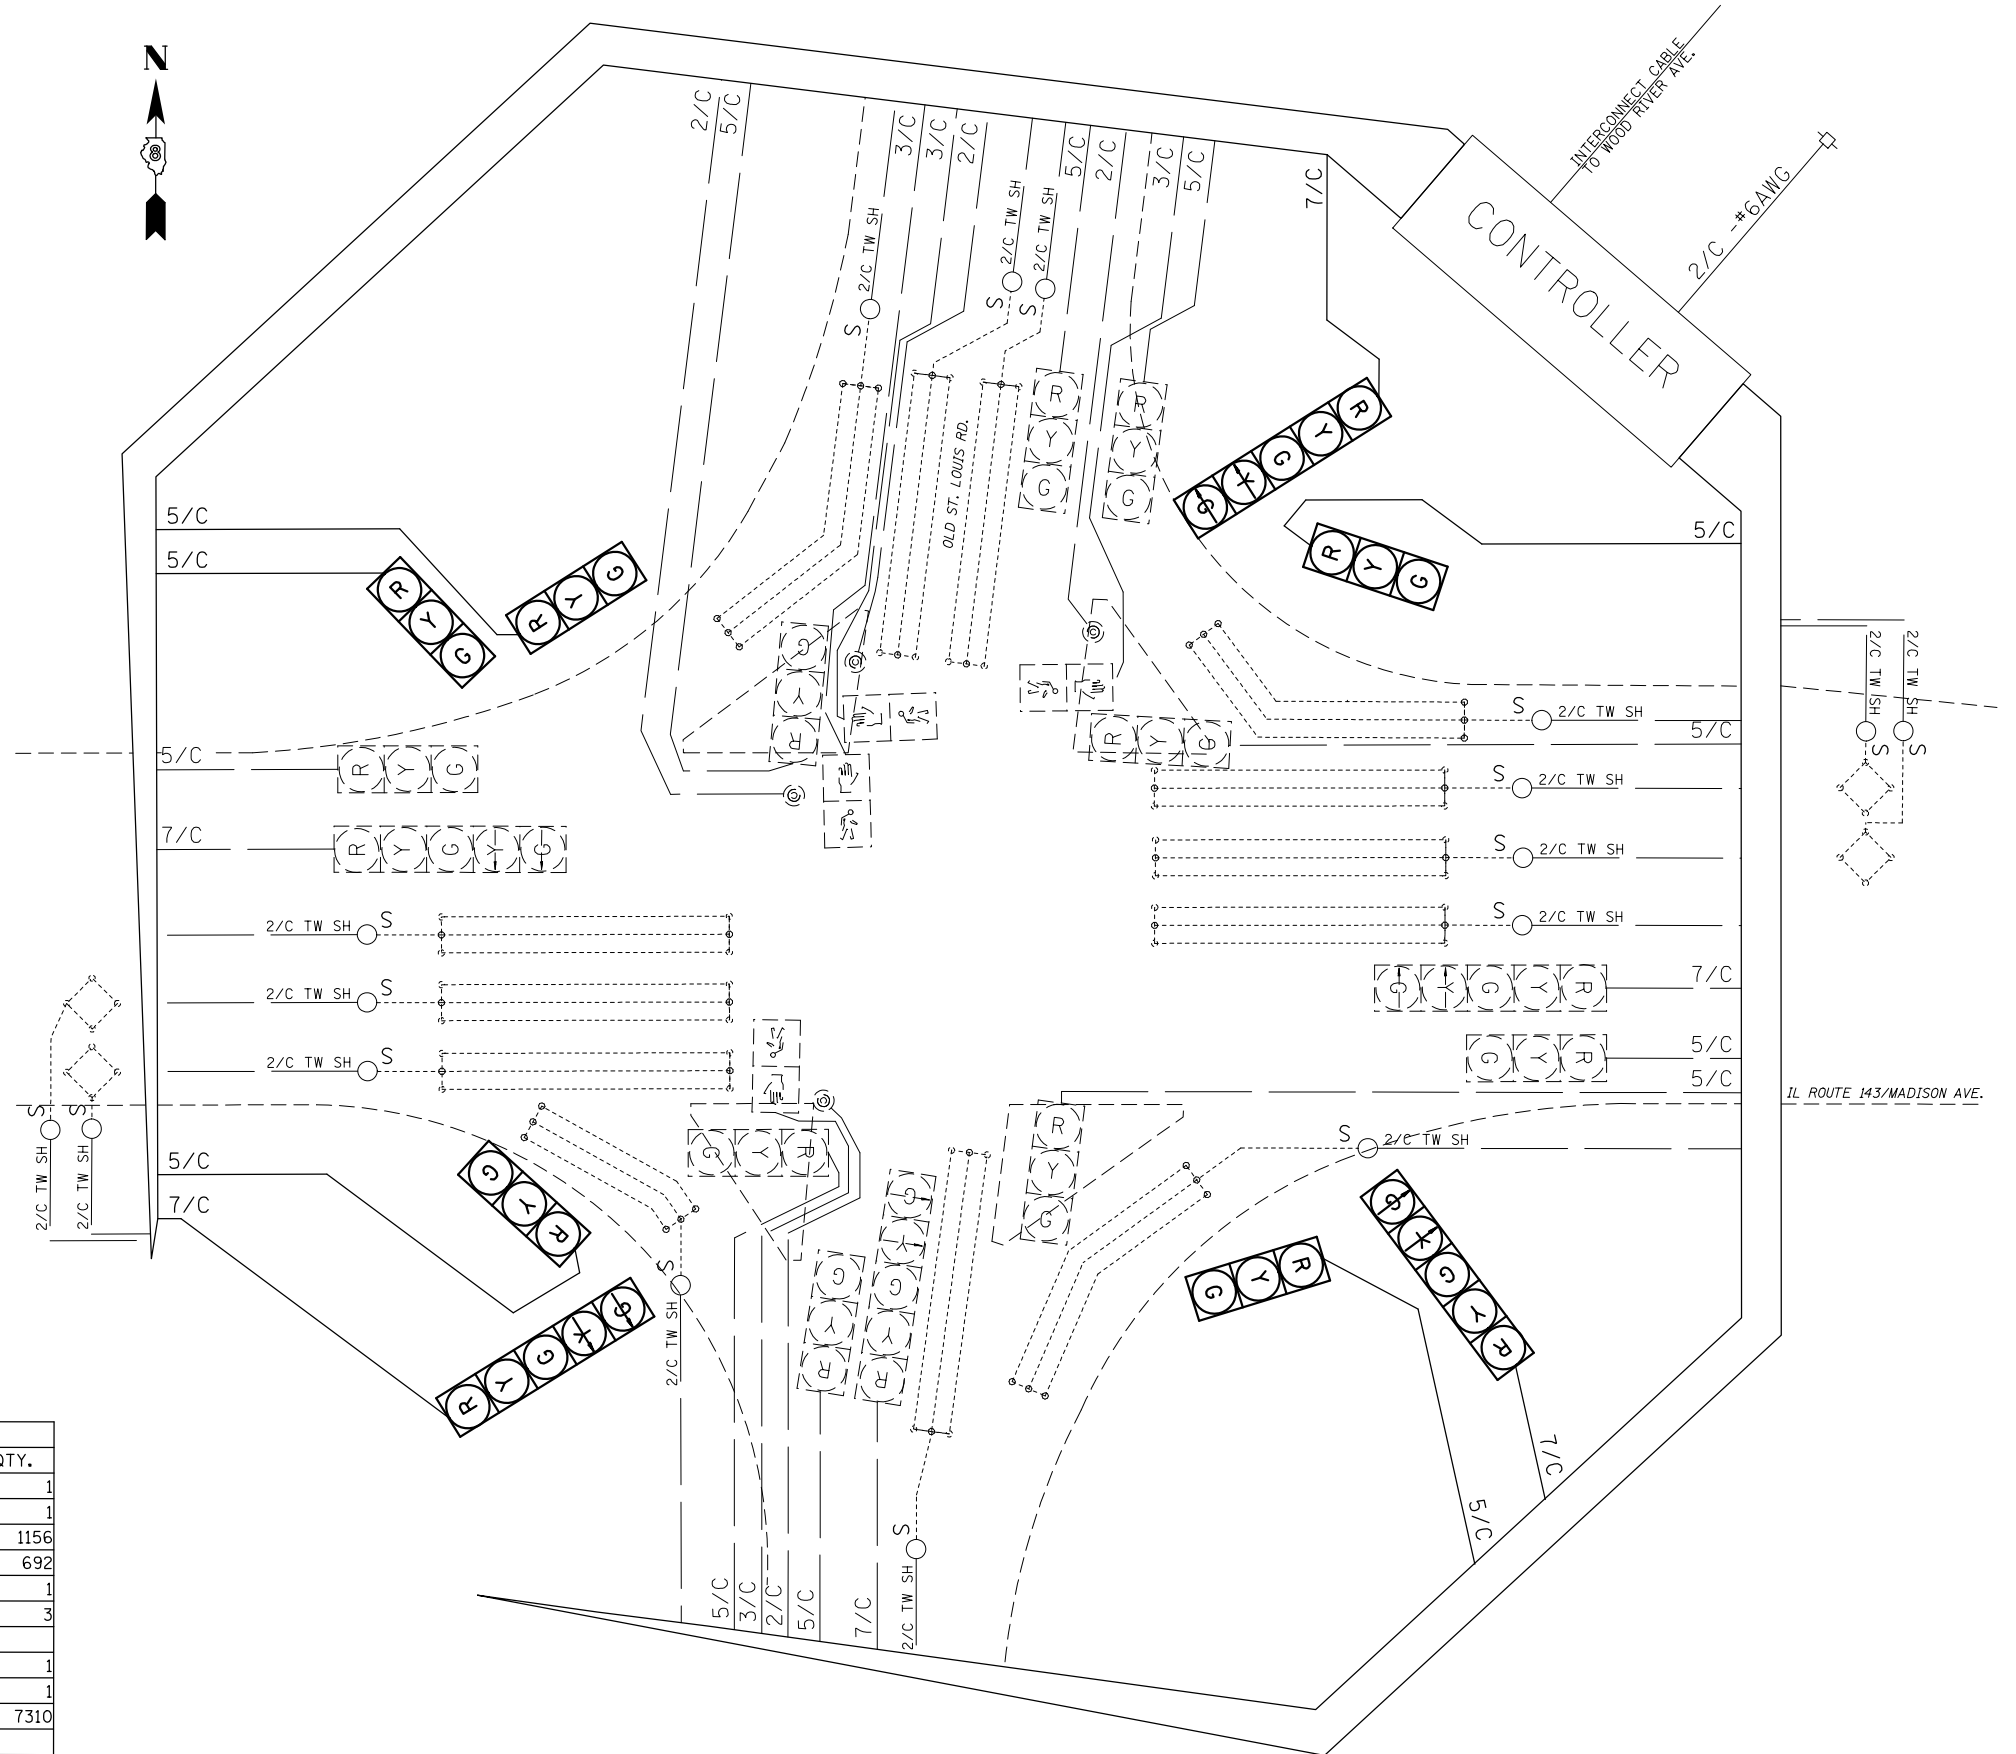 N
8
INTERCONNECT CABLE
TO WOOD RIVER AVE.
2/C -#6AWG
CONTROLLER
2/C
5/C
3/C
3/C
2/C
5/C
2/C
3/C
5/C
7/C
2/C TW SH
S
2/C TW SH
S
2/C TW SH
S
OLD ST. LOUIS RD.
R Y G
R Y G
R Y G Y G
5/C
R Y G
5/C
5/C
R Y G
R Y G
2/C TW SH
2/C TW SH
S
S
G Y R
R Y G
S 2/C TW SH
5/C
5/C
R Y G
7/C
R Y G Y G
S 2/C TW SH
S 2/C TW SH
S 2/C TW SH
2/C TW SH S
2/C TW SH S
2/C TW SH S
G Y G Y R
7/C
G Y R
5/C
5/C
IL ROUTE 143/MADISON AVE.
S
S
2/C TW SH
2/C TW SH
5/C
7/C
G Y R
R Y G Y G
G Y R
R Y G
S 2/C TW SH
S
2/C TW SH
G Y R
G Y G Y R
G Y R
G Y G Y R
7/C
5/C
S
2/C TW SH
5/C
3/C
2/C
5/C
7/C
QTY.
1
1
1156
692
1
3
1
1
7310